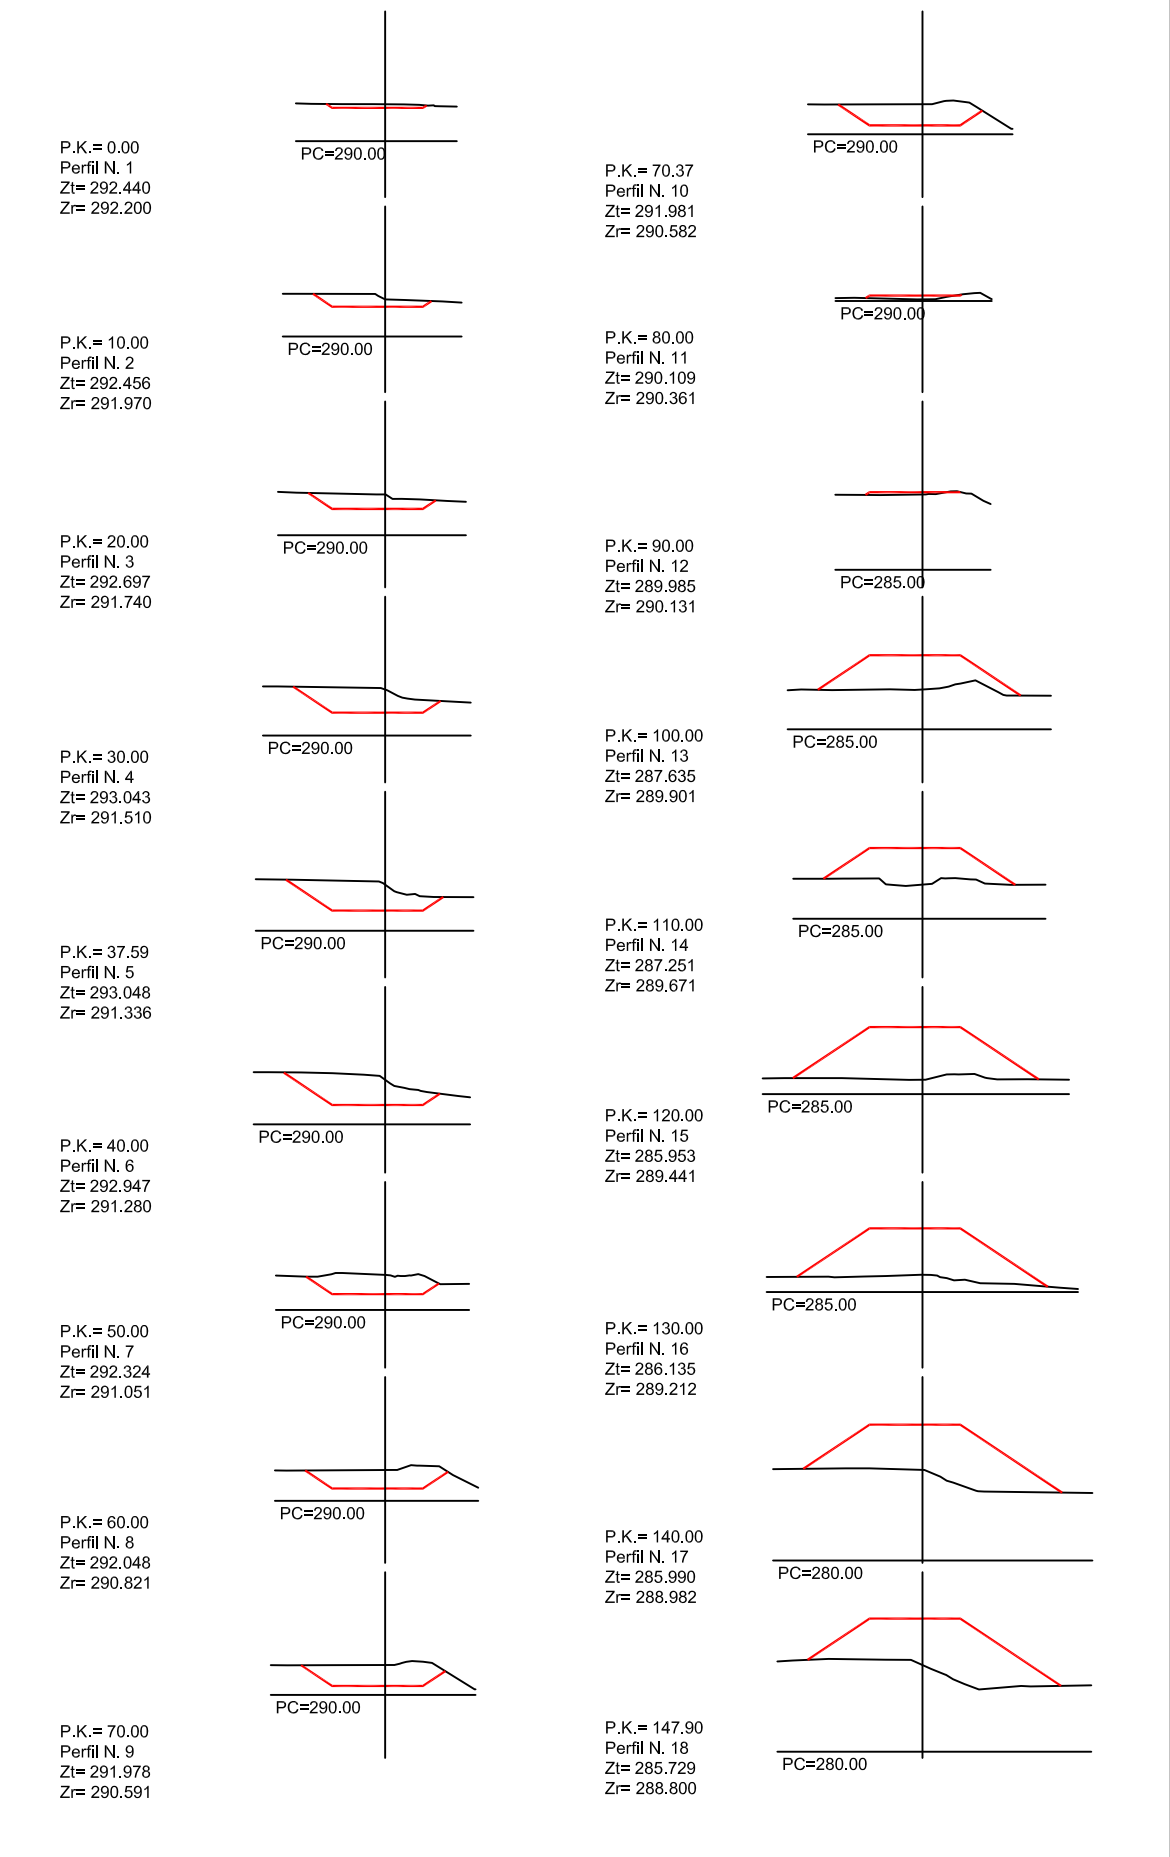 PC=290.00
P.K.= 0.00
Perfil N. 1
Zt= 292.440
Zr= 292.200
PC=290.00
P.K.= 10.00
Perfil N. 2
Zt= 292.456
Zr= 291.970
PC=290.00
P.K.= 20.00
Perfil N. 3
Zt= 292.697
Zr= 291.740
PC=290.00
P.K.= 30.00
Perfil N. 4
Zt= 293.043
Zr= 291.510
PC=290.00
P.K.= 37.59
Perfil N. 5
Zt= 293.048
Zr= 291.336
PC=290.00
P.K.= 40.00
Perfil N. 6
Zt= 292.947
Zr= 291.280
PC=290.00
P.K.= 50.00
Perfil N. 7
Zt= 292.324
Zr= 291.051
PC=290.00
P.K.= 60.00
Perfil N. 8
Zt= 292.048
Zr= 290.821
PC=290.00
P.K.= 70.00
Perfil N. 9
Zt= 291.978
Zr= 290.591
PC=290.00
P.K.= 70.37
Perfil N. 10
Zt= 291.981
Zr= 290.582
PC=290.00
P.K.= 80.00
Perfil N. 11
Zt= 290.109
Zr= 290.361
PC=285.00
P.K.= 90.00
Perfil N. 12
Zt= 289.985
Zr= 290.131
PC=285.00
P.K.= 100.00
Perfil N. 13
Zt= 287.635
Zr= 289.901
PC=285.00
P.K.= 110.00
Perfil N. 14
Zt= 287.251
Zr= 289.671
PC=285.00
P.K.= 120.00
Perfil N. 15
Zt= 285.953
Zr= 289.441
PC=285.00
P.K.= 130.00
Perfil N. 16
Zt= 286.135
Zr= 289.212
PC=280.00
P.K.= 140.00
Perfil N. 17
Zt= 285.990
Zr= 288.982
PC=280.00
P.K.= 147.90
Perfil N. 18
Zt= 285.729
Zr= 288.800